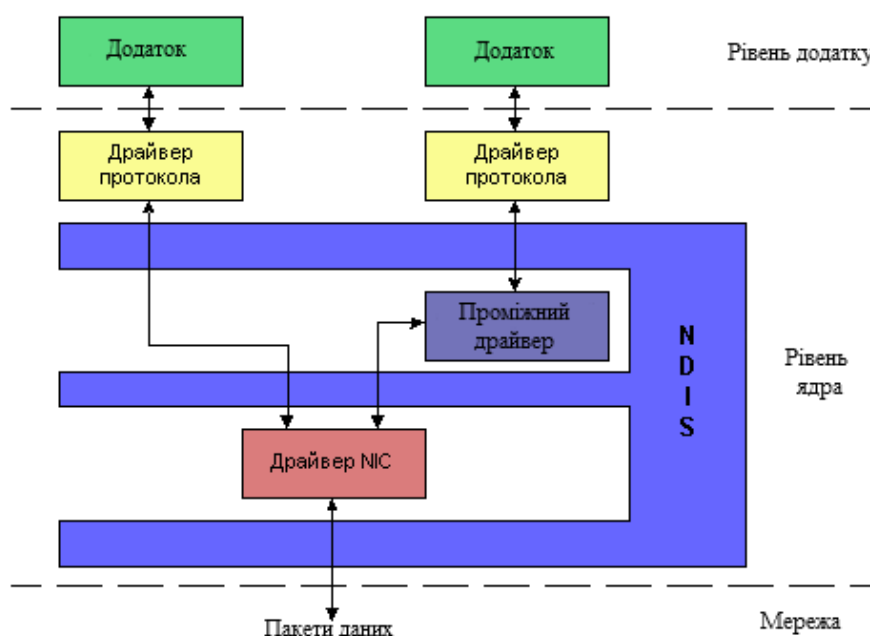 Додаток
Додаток
Рівень додатку
Драйвер
протокола
Драйвер
протокола
Проміжний
драйвер
N
D
I
S
Рівень
ядра
Драйвер NIC
Пакети даних
Мережа